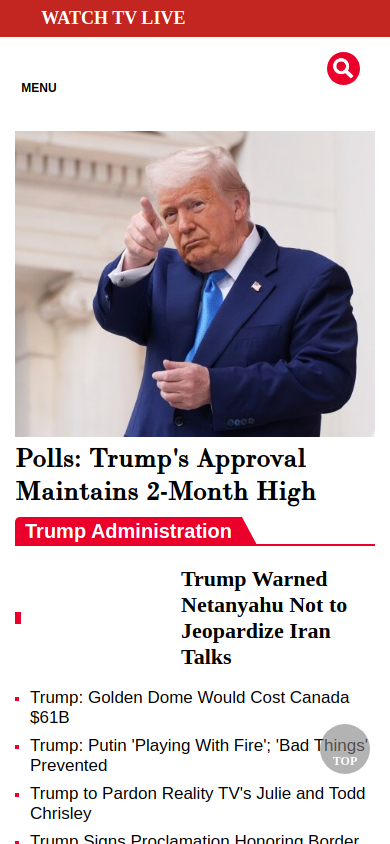 WATCH TV LIVE
MENU
Polls: Trump's Approval
Maintains 2-Month High
Trump Administration
Trump Warned
Netanyahu Not to
Jeopardize Iran
Talks
Trump: Golden Dome Would Cost Canada
$61B
Trump: Putin 'Playing With Fire'; 'Bad Things'
Prevented
TOP
Trump to Pardon Reality TV's Julie and Todd
Chrisley
Trump Signs Proclamation Honoring Border